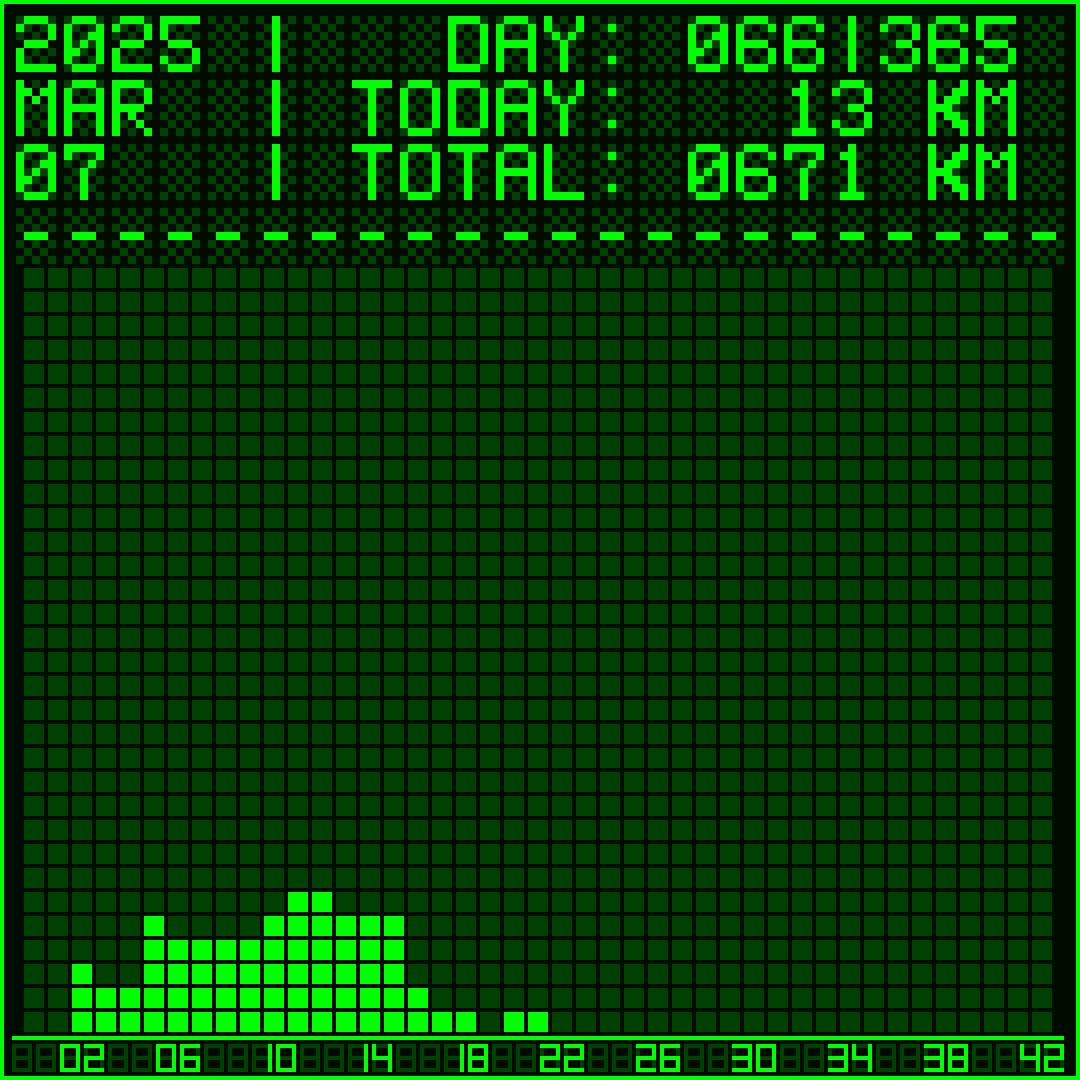 2025 | DAY: 066|365
MAR | TODAY: 13 KM
07 | TOTAL: 0671 KM
- - - - - - - - - - - - - - - - - - - - - -
02 06 10 14 18 22 26 30 34 38 42